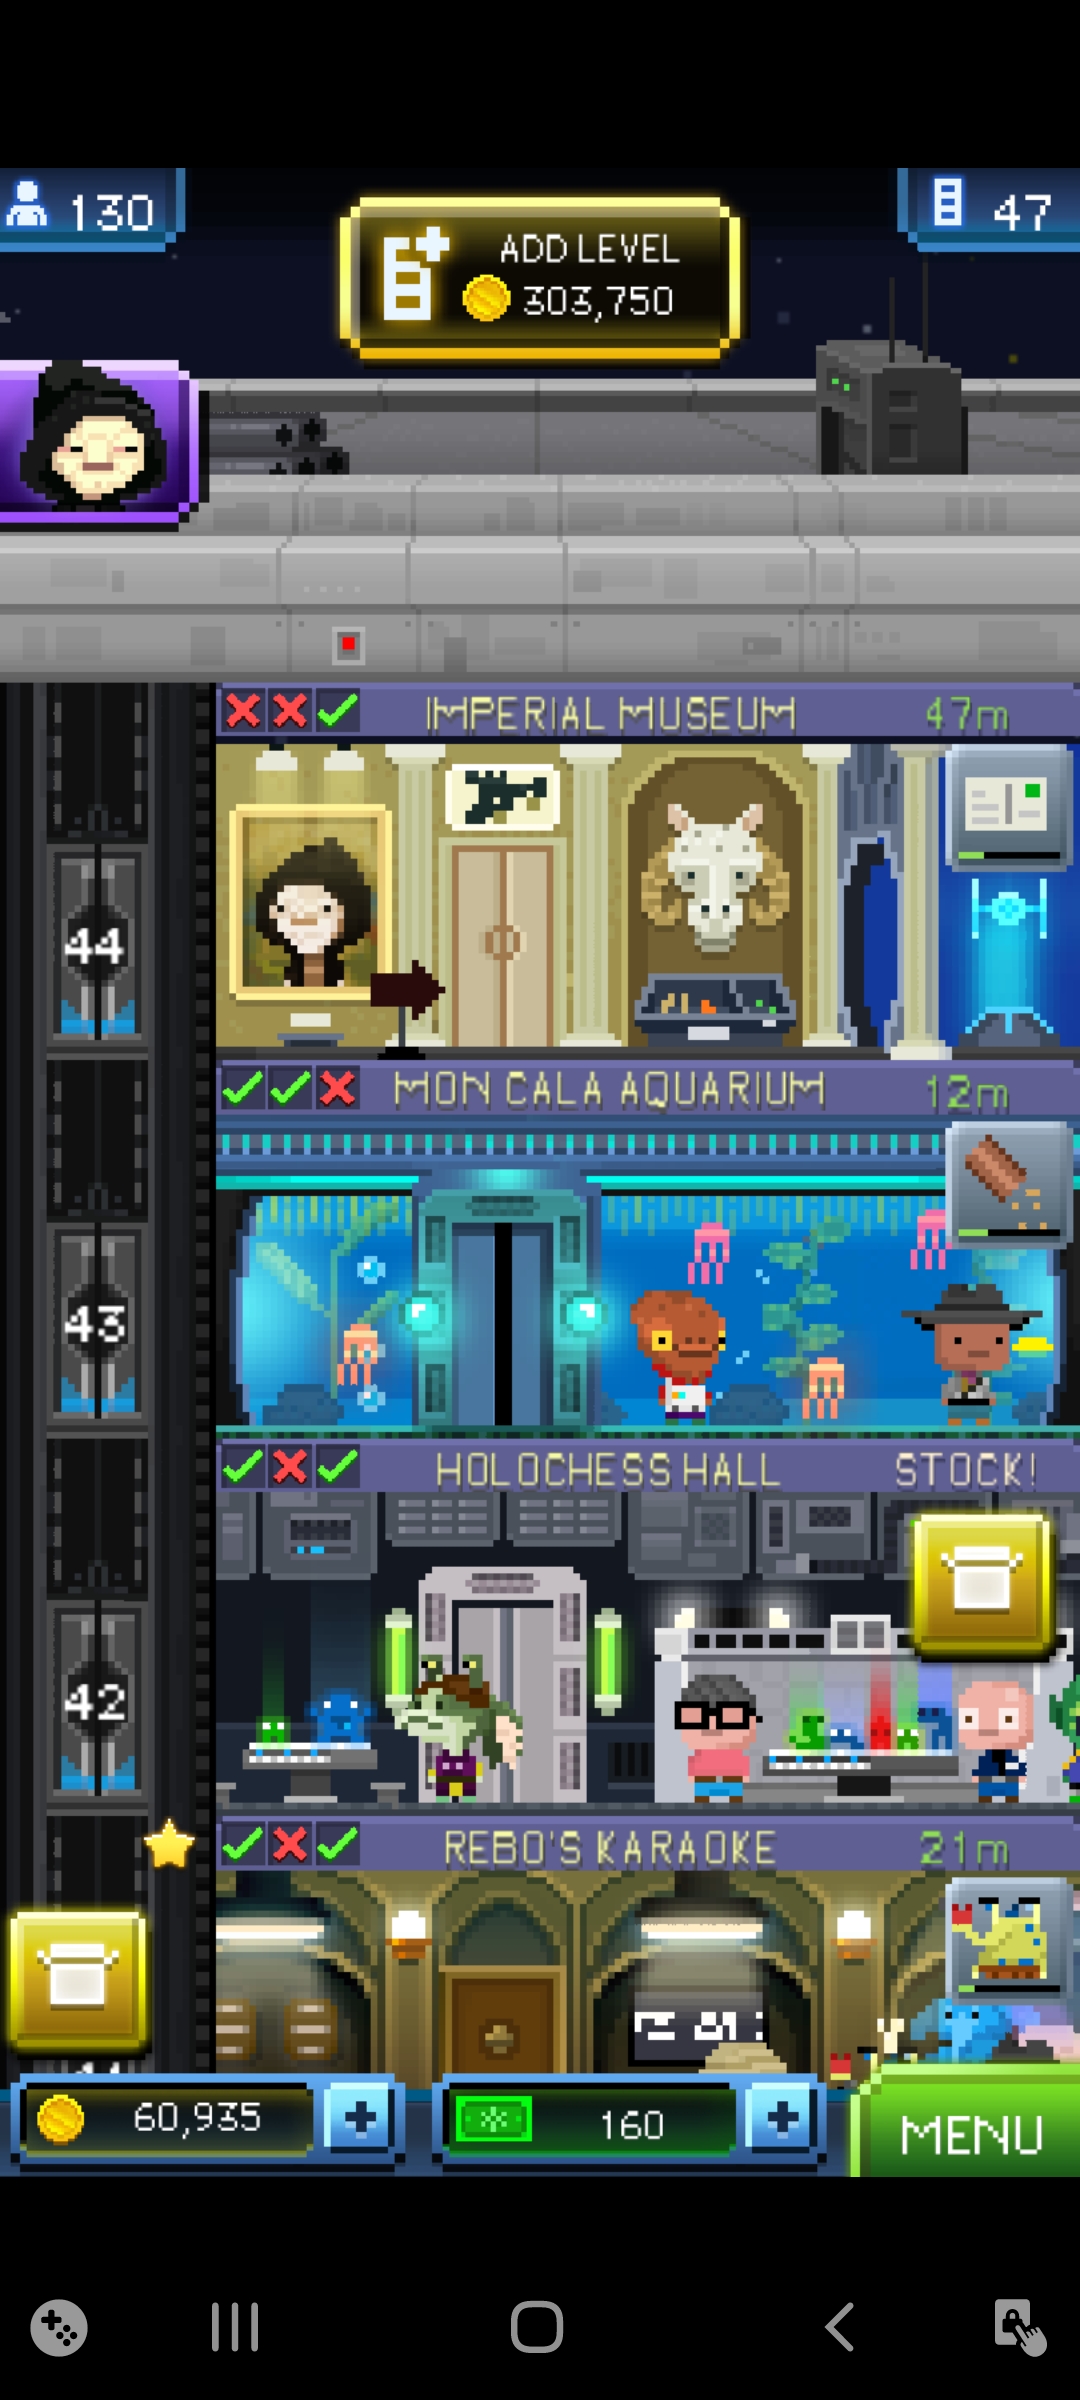 130
ADD LEVEL
303,750
47
IMPERIAL MUSEUM 47m
44
MON CALA AQUARIUM 12m
43
HOLOCHESS HALL STOCK!
42
REBO'S KARAOKE 21m
60,935
160
MENU